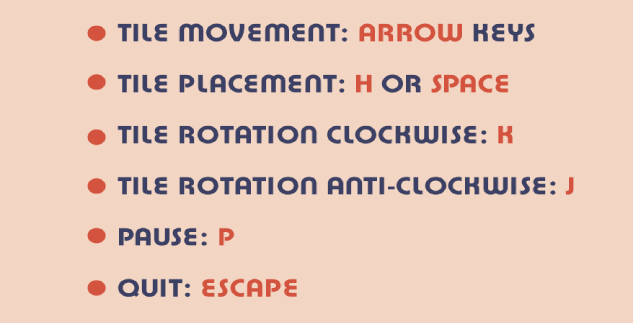 TILE MOVEMENT: ARROW KEYS
TILE PLACEMENT: H OR SPACE
TILE ROTATION CLOCKWISE: K
TILE ROTATION ANTI-CLOCKWISE: J
PAUSE: P
QUIT: ESCAPE